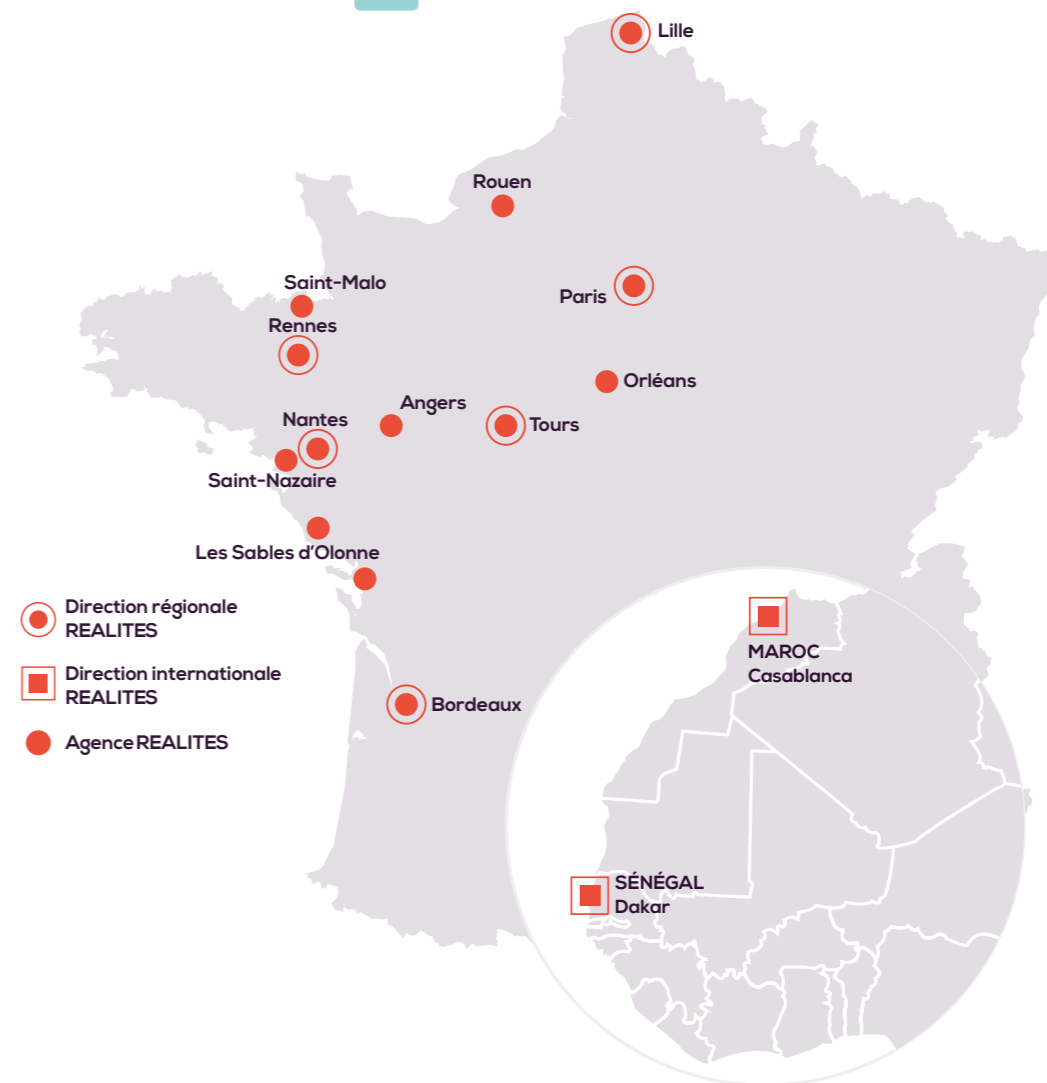 Lille
Rouen
Saint-Malo
Paris
Rennes
Orléans
Angers
Nantes
Tours
Saint-Nazaire
Les Sables d'Olonne
Direction régionale
REALITES
Direction internationale
REALITES
Agence REALITES
Bordeaux
MAROC
Casablanca
SÉNÉGAL
Dakar